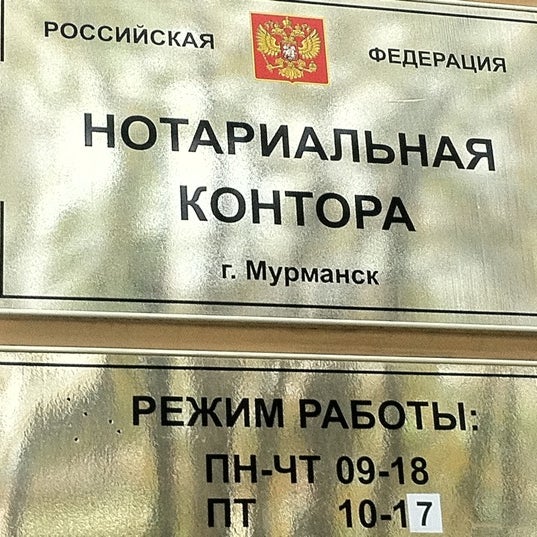 РОССИЙСКАЯ ФЕДЕРАЦИЯ
НОТАРИАЛЬНАЯ
КОНТОРА
г. Мурманск
РЕЖИМ РАБОТЫ:
ПН-ЧТ 09-18
ПТ 10-17